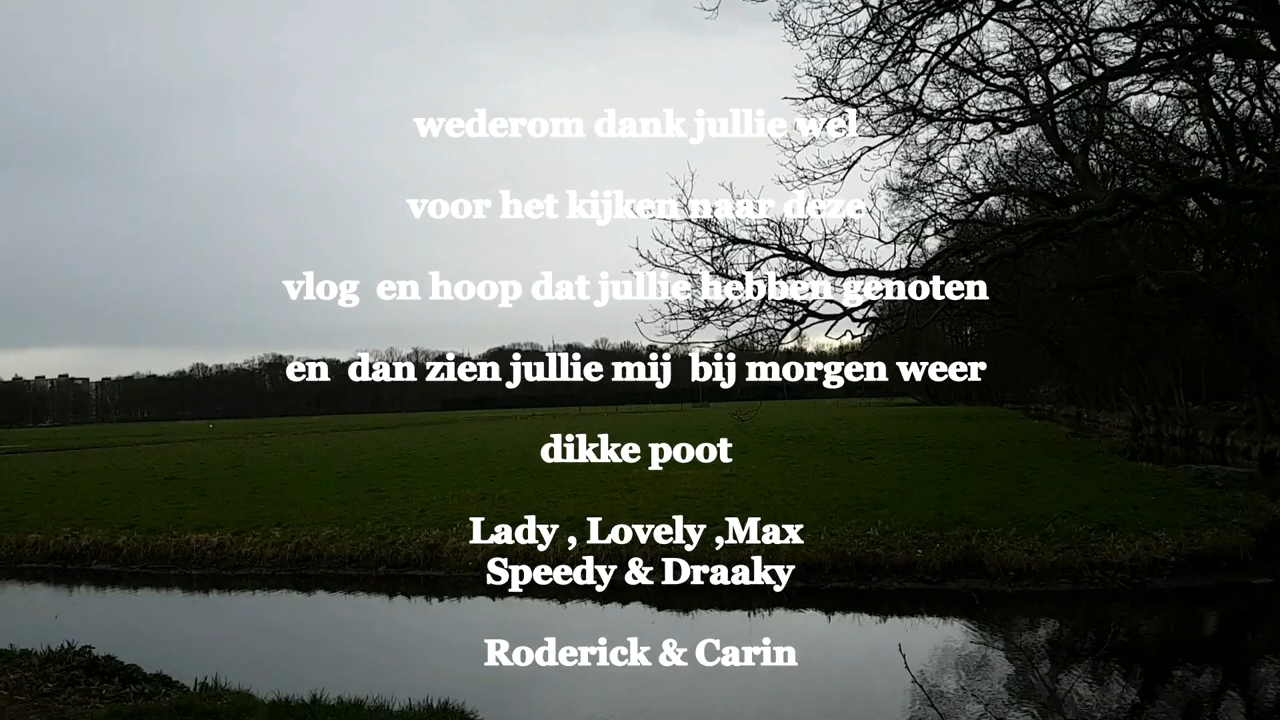 wederom dank jullie wel
voor het kijken naar deze
vlog en hoop dat jullie hebben genoten
en dan zien jullie mij bij morgen weer
dikke poot
Lady , Lovely ,Max
Speedy & Draaky
Roderick & Carin